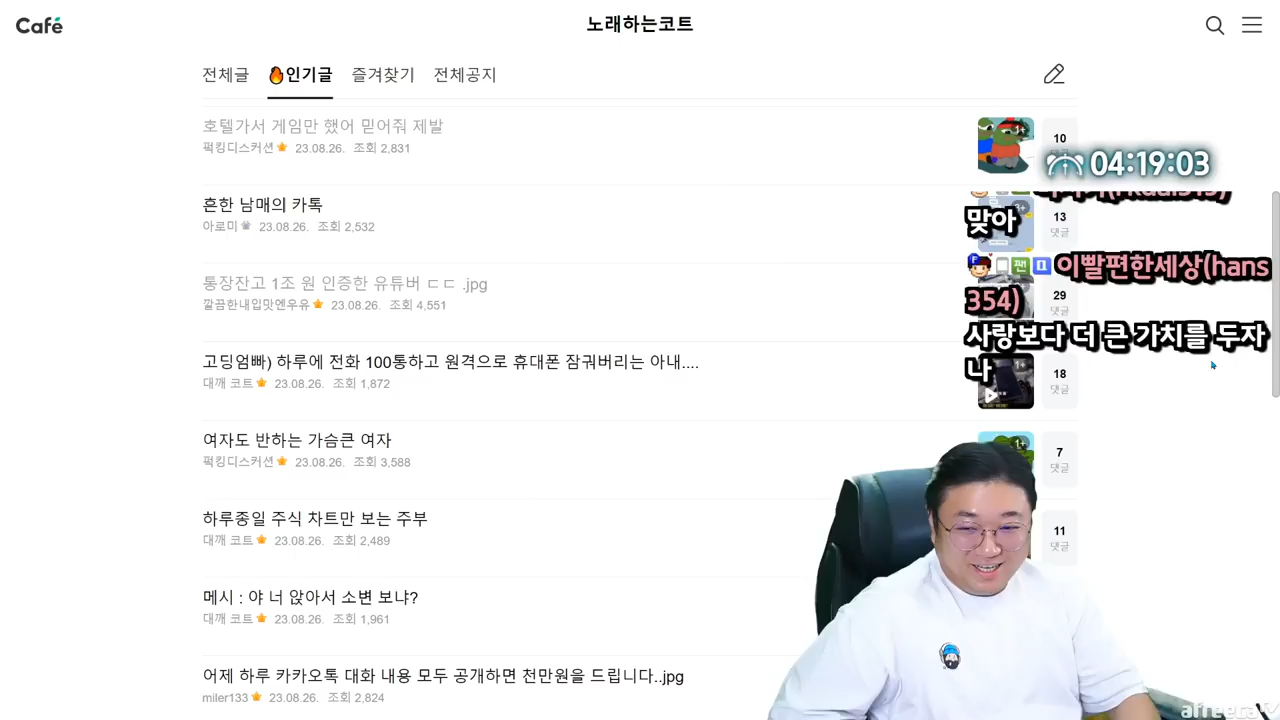 Café
노래하는코트
전체글 🔥인기글 즐겨찾기 전체공지
호텔가서 게임만 했어 믿어줘 제발
퍽킹디스커션 23.08.26. 조회 2,831
1+
10
04:19:03
흔한 남매의 카톡
아로미 23.08.26. 조회 2,532
맞아
13
댓글
통장잔고 1조 원 인증한 유튜버 ㄷㄷ .jpg
깔끔한내입맛엔우유 23.08.26. 조회 4,551
F 팬 이빨편한세상(hans
354)
29
댓글
사랑보다 더 큰 가치를 두자
나
고딩엄빠) 하루에 전화 100통하고 원격으로 휴대폰 잠궈버리는 아내....
대깨 코트 23.08.26. 조회 1,872
1+
18
댓글
여자도 반하는 가슴큰 여자
퍽킹디스커션 23.08.26. 조회 3,588
1+
7
댓글
하루종일 주식 차트만 보는 주부
대깨 코트 23.08.26. 조회 2,489
11
댓글
메시 : 야 너 앉아서 소변 보냐?
대깨 코트 23.08.26. 조회 1,961
어제 하루 카카오톡 대화 내용 모두 공개하면 천만원을 드립니다..jpg
miler133 23.08.26. 조회 2,824
afreecaTV